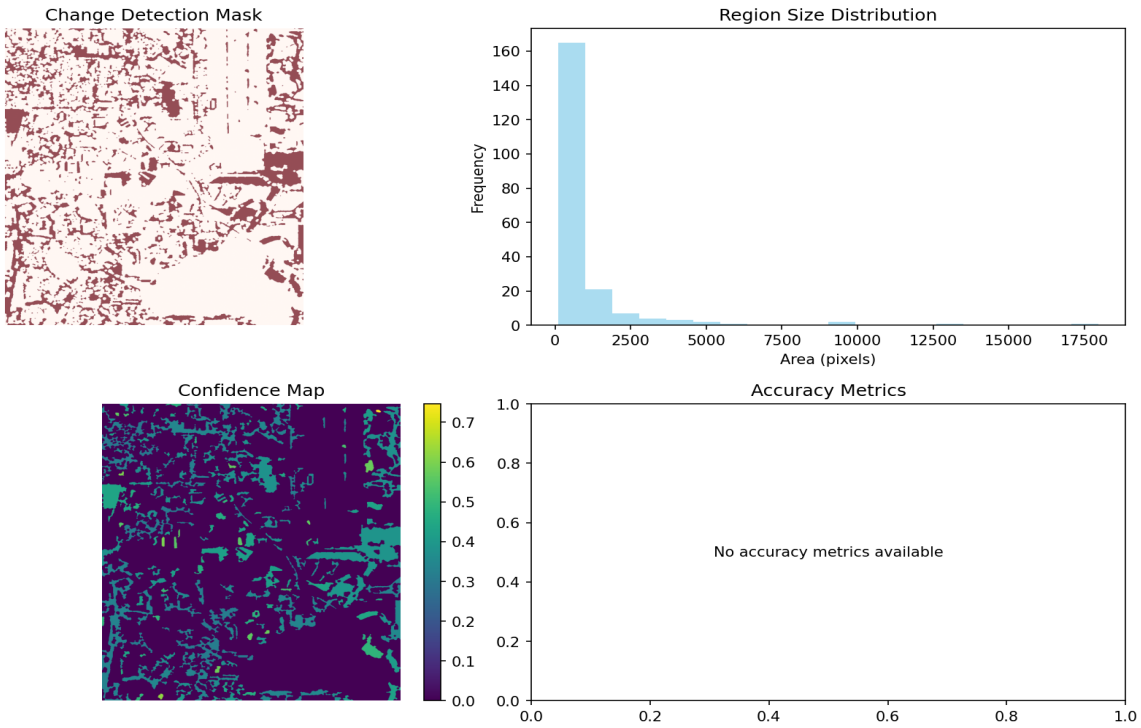 Change Detection Mask
Region Size Distribution
160
140
120
100
80
60
40
20
0
Frequency
0 2500 5000 7500 10000 12500 15000 17500
Area (pixels)
Confidence Map
0.7
0.6
0.5
0.4
0.3
0.2
0.1
0.0
Accuracy Metrics
1.0
0.8
0.6
0.4
0.2
0.0
No accuracy metrics available
0.0 0.2 0.4 0.6 0.8 1.0